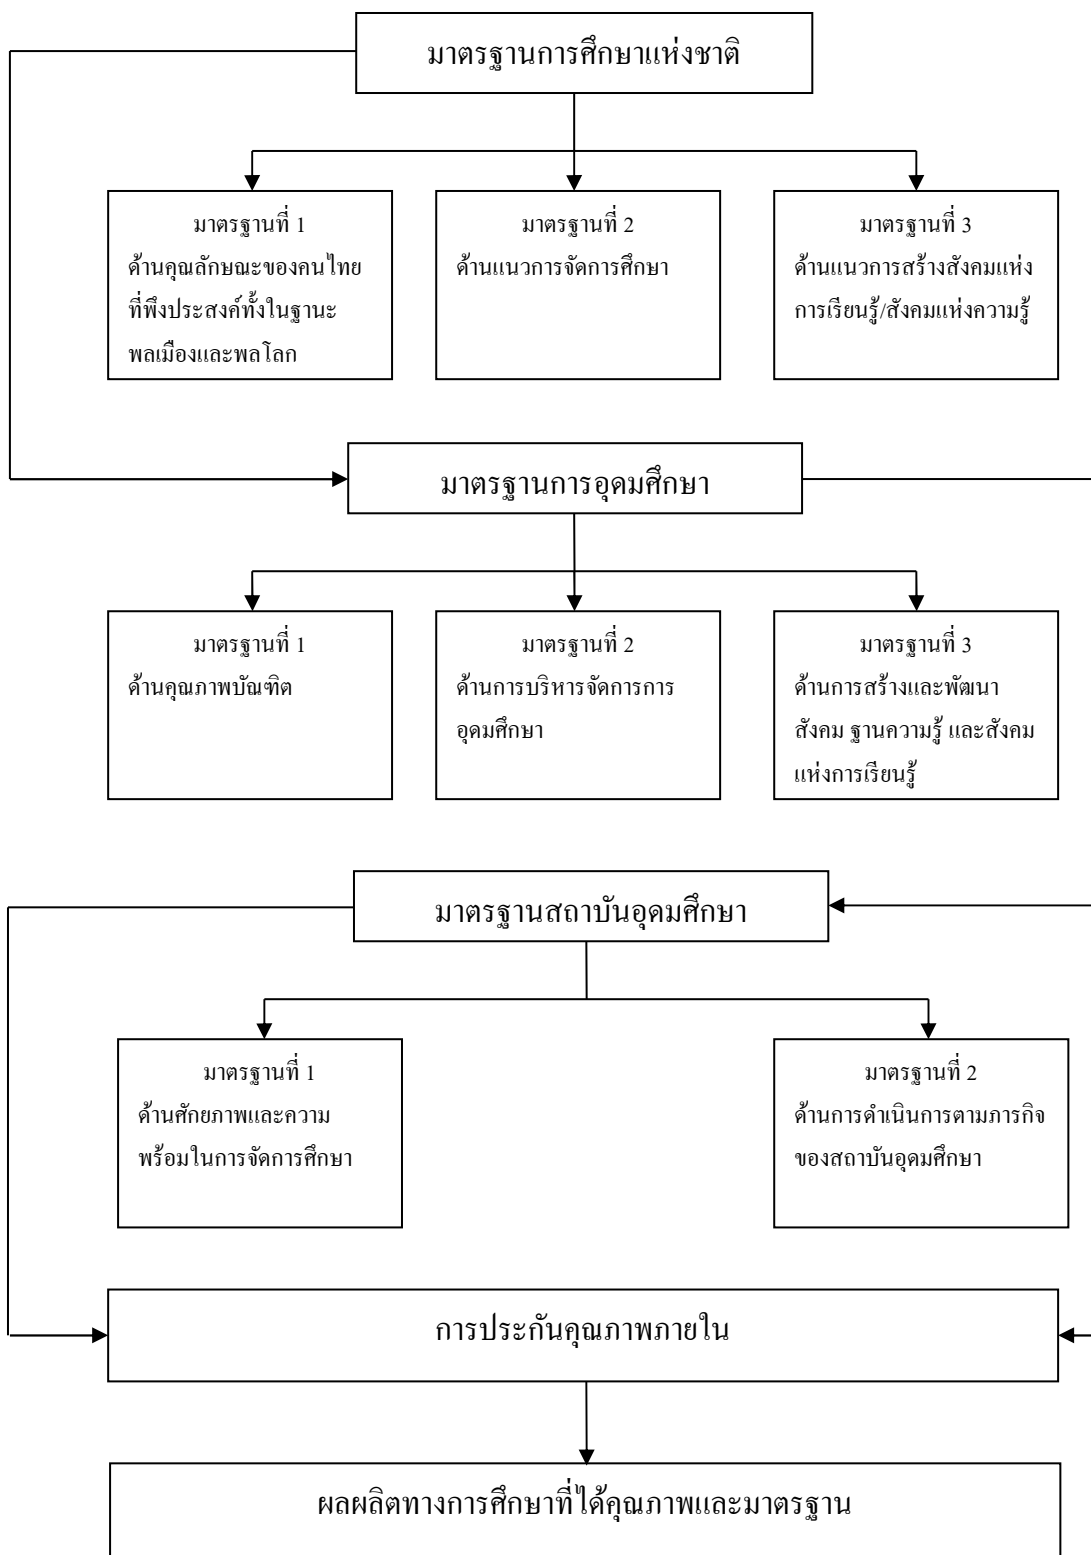 มาตรฐานการศึกษาแห่งชาติ
มาตรฐานที่ 1
ด้านคุณลักษณะของคนไทย
ที่พึงประสงค์ทั้งในฐานะ
พลเมืองและพลโลก
มาตรฐานที่ 2
ด้านแนวการจัดการศึกษา
มาตรฐานที่ 3
ด้านแนวการสร้างสังคมแห่ง
การเรียนรู้/สังคมแห่งความรู้
มาตรฐานการอุดมศึกษา
มาตรฐานที่ 1
ด้านคุณภาพบัณฑิต
มาตรฐานที่ 2
ด้านการบริหารจัดการการ
อุดมศึกษา
มาตรฐานที่ 3
ด้านการสร้างและพัฒนา
สังคม ฐานความรู้ และสังคม
แห่งการเรียนรู้
มาตรฐานสถาบันอุดมศึกษา
มาตรฐานที่ 1
ด้านศักยภาพและความ
พร้อมในการจัดการศึกษา
มาตรฐานที่ 2
ด้านการดำเนินการตามภารกิจ
ของสถาบันอุดมศึกษา
การประกันคุณภาพภายใน
ผลผลิตทางการศึกษาที่ได้คุณภาพและมาตรฐาน